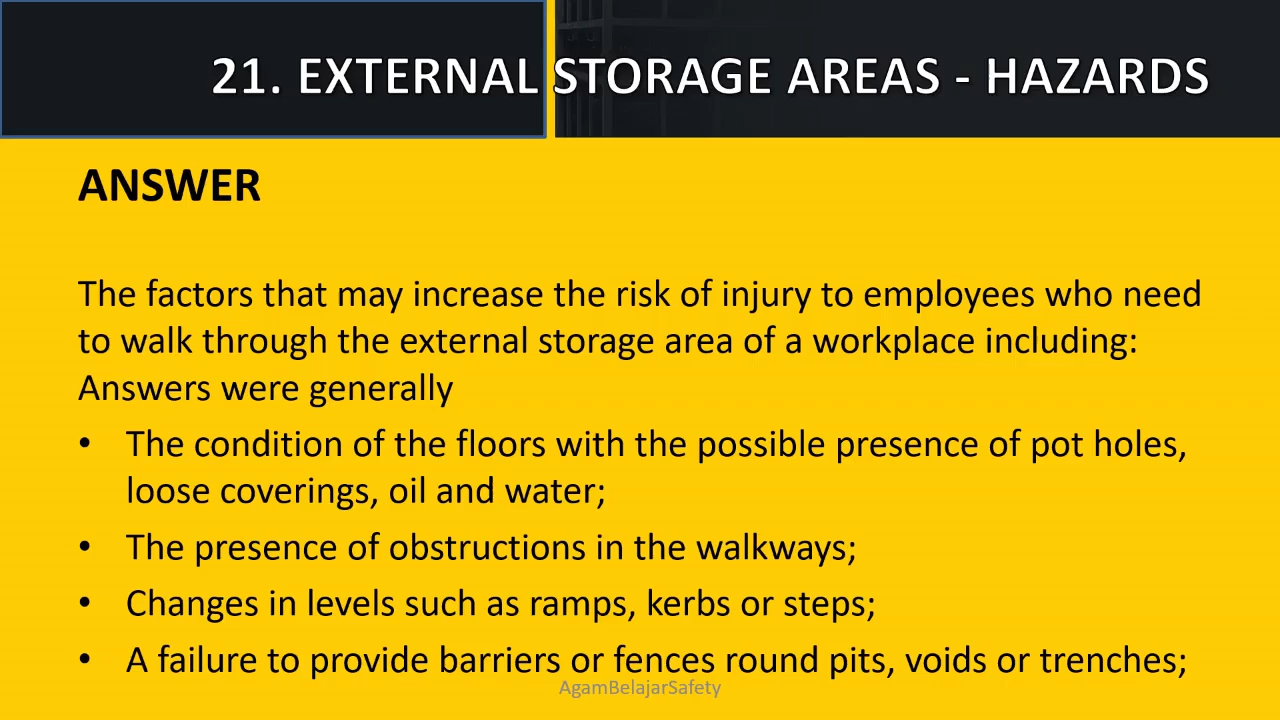 21. EXTERNAL STORAGE AREAS - HAZARDS
ANSWER
The factors that may increase the risk of injury to employees who need
to walk through the external storage area of a workplace including:
Answers were generally
• The condition of the floors with the possible presence of pot holes,
loose coverings, oil and water;
• The presence of obstructions in the walkways;
• Changes in levels such as ramps, kerbs or steps;
• A failure to provide barriers or fences round pits, voids or trenches;
AgamBelajarSafety